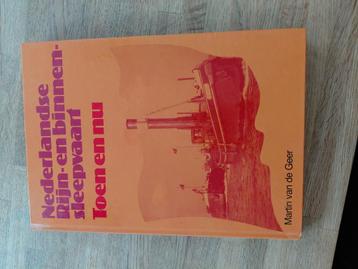 Nederlandse
Rijn- en binnen-
sleepvaart
Toen en nu
Martin van de Geer